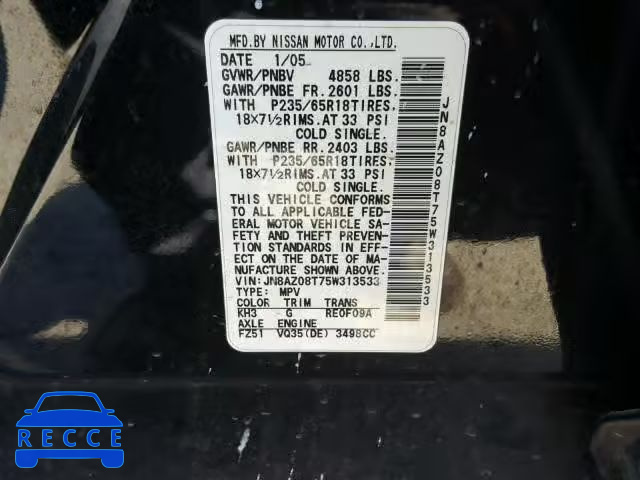 MFD.BY NISSAN MOTOR CO.,LTD.
DATE 1/05
GVWR/PNBV 4858 LBS.
GAWR/PNBE FR.2601 LBS.
WITH P235/65R18TIRES.
18X7½RIMS.AT 33 PSI
COLD SINGLE.
GAWR/PNBE RR.2403 LBS.
WITH P235/65R18TIRES.
18X7½RIMS.AT 33 PSI
COLD SINGLE.
THIS VEHICLE CONFORMS
TO ALL APPLICABLE FED-
ERAL MOTOR VEHICLE SA-
FETY AND THEFT PREVEN-
TION STANDARDS IN EFF-
ECT ON THE DATE OF MA-
NUFACTURE SHOWN ABOVE.
VIN:JN8AZ08T75W313533
TYPE: MPV
COLOR TRIM TRANS
KH3 G RE0F09A
AXLE ENGINE
FZ51 VQ35(DE) 3498CC
JN8AZ08T75W313533
RECCE